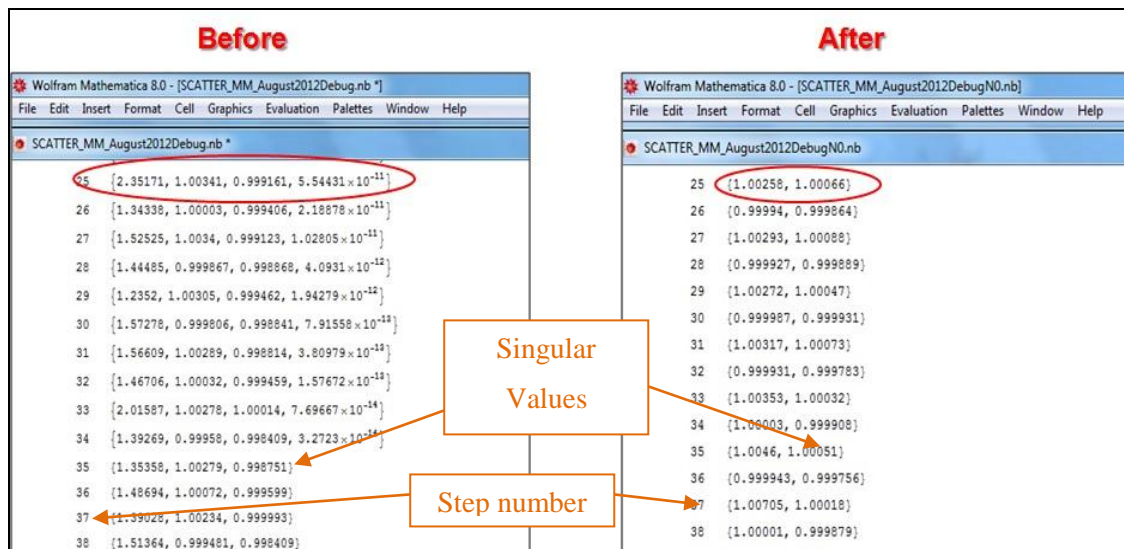 Before
After
Wolfram Mathematica 8.0 - [SCATTER_MM_August2012Debug.nb *]
File Edit Insert Format Cell Graphics Evaluation Palettes Window Help
SCATTER_MM_August2012Debug.nb *
25 {2.35171, 1.00341, 0.999161, 5.54431×10⁻¹¹}
26 {1.34338, 1.00003, 0.999406, 2.18878×10⁻¹¹}
27 {1.52525, 1.0034, 0.999123, 1.02805×10⁻¹¹}
28 {1.44485, 0.999867, 0.998868, 4.0931×10⁻¹²}
29 {1.2352, 1.00305, 0.999462, 1.94279×10⁻¹²}
30 {1.57278, 0.999806, 0.998841, 7.91558×10⁻¹³}
31 {1.56609, 1.00289, 0.998814, 3.80979×10⁻¹³}
32 {1.46706, 1.00032, 0.999459, 1.57672×10⁻¹³}
33 {2.01587, 1.00278, 1.00014, 7.69667×10⁻¹⁴}
34 {1.39269, 0.99958, 0.998409, 3.2723×10⁻¹⁴}
35 {1.35358, 1.00279, 0.998751}
36 {1.48694, 1.00072, 0.999599}
37 {1.39028, 1.00234, 0.999993}
38 {1.51364, 0.999481, 0.998409}
Singular
Values
Step number
Wolfram Mathematica 8.0 - [SCATTER_MM_August2012DebugN0.nb]
File Edit Insert Format Cell Graphics Evaluation Palettes Window Help
SCATTER_MM_August2012DebugN0.nb
25 {1.00258, 1.00066}
26 {0.99994, 0.999864}
27 {1.00293, 1.00088}
28 {0.999927, 0.999889}
29 {1.00272, 1.00047}
30 {0.999987, 0.999931}
31 {1.00317, 1.00073}
32 {0.999931, 0.999783}
33 {1.00353, 1.00032}
34 {1.00003, 0.999908}
35 {1.0046, 1.00051}
36 {0.999943, 0.999756}
37 {1.00705, 1.00018}
38 {1.00001, 0.999879}